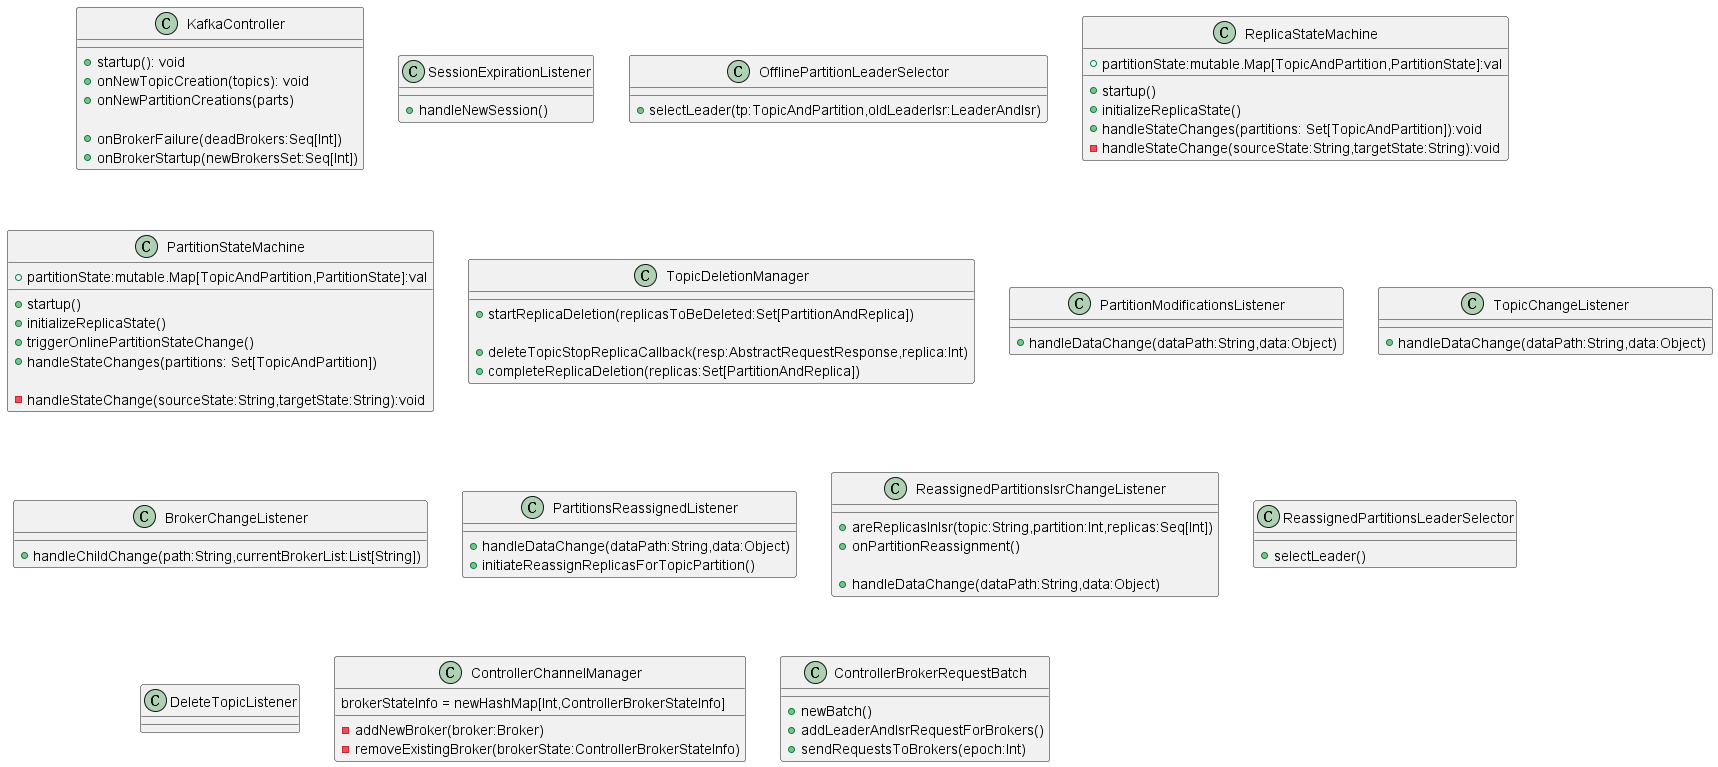 C KafkaController
startup(): void
onNewTopicCreation(topics): void
onNewPartitionCreations(parts)
onBrokerFailure(deadBrokers:Seq[Int])
onBrokerStartup(newBrokersSet:Seq[Int])
C SessionExpirationListener
handleNewSession()
C OfflinePartitionLeaderSelector
selectLeader(tp:TopicAndPartition,oldLeaderIsr:LeaderAndIsr)
C ReplicaStateMachine
partitionState:mutable.Map[TopicAndPartition,PartitionState]:val
startup()
initializeReplicaState()
handleStateChanges(partitions: Set[TopicAndPartition]):void
handleStateChange(sourceState:String,targetState:String):void
C PartitionStateMachine
partitionState:mutable.Map[TopicAndPartition,PartitionState]:val
startup()
initializeReplicaState()
triggerOnlinePartitionStateChange()
handleStateChanges(partitions: Set[TopicAndPartition])
handleStateChange(sourceState:String,targetState:String):void
C TopicDeletionManager
startReplicaDeletion(replicasToBeDeleted:Set[PartitionAndReplica])
deleteTopicStopReplicaCallback(resp:AbstractRequestResponse,replica:Int)
completeReplicaDeletion(replicas:Set[PartitionAndReplica])
C PartitionModificationsListener
handleDataChange(dataPath:String,data:Object)
C TopicChangeListener
handleDataChange(dataPath:String,data:Object)
C BrokerChangeListener
handleChildChange(path:String,currentBrokerList:List[String])
C PartitionsReassignedListener
handleDataChange(dataPath:String,data:Object)
initiateReassignReplicasForTopicPartition()
C ReassignedPartitionsIsrChangeListener
areReplicasInIsr(topic:String,partition:Int,replicas:Seq[Int])
onPartitionReassignment()
handleDataChange(dataPath:String,data:Object)
C ReassignedPartitionsLeaderSelector
selectLeader()
C DeleteTopicListener
C ControllerChannelManager
brokerStateInfo = newHashMap[Int,ControllerBrokerStateInfo]
addNewBroker(broker:Broker)
removeExistingBroker(brokerState:ControllerBrokerStateInfo)
C ControllerBrokerRequestBatch
newBatch()
addLeaderAndIsrRequestForBrokers()
sendRequestsToBrokers(epoch:Int)